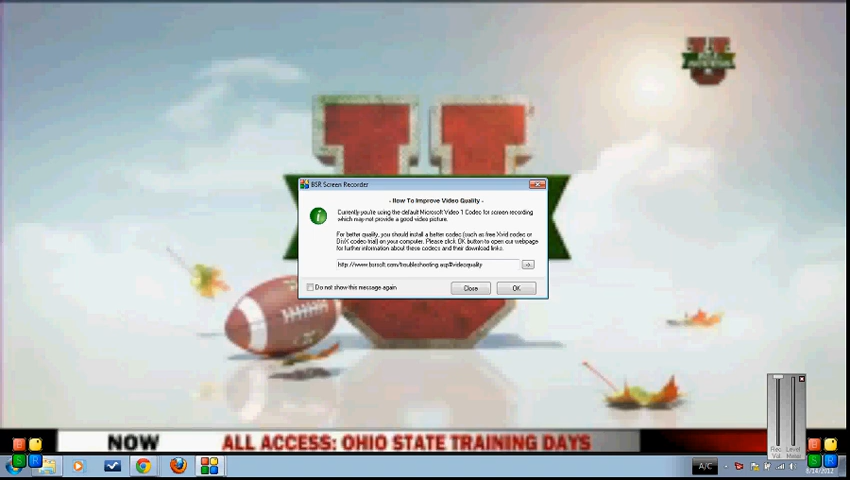 BSR Screen Recorder
- How To Improve Video Quality -
Currently you're using the default Microsoft Video 1 Codec for screen recording
which may not provide a good video picture.
For better quality, you should install a better codec (such as free Xvid codec or
DivX codec trial) on your computer. Please click OK button to open our webpage
for further information about these codecs and their download links.
http://www.bsrsoft.com/troubleshooting.asp#videoquality
Do not show this message again
Close
OK
NOW
ALL ACCESS: OHIO STATE TRAINING DAYS
Rec Level
Vol Meter
B
S R
B
S R
A/C